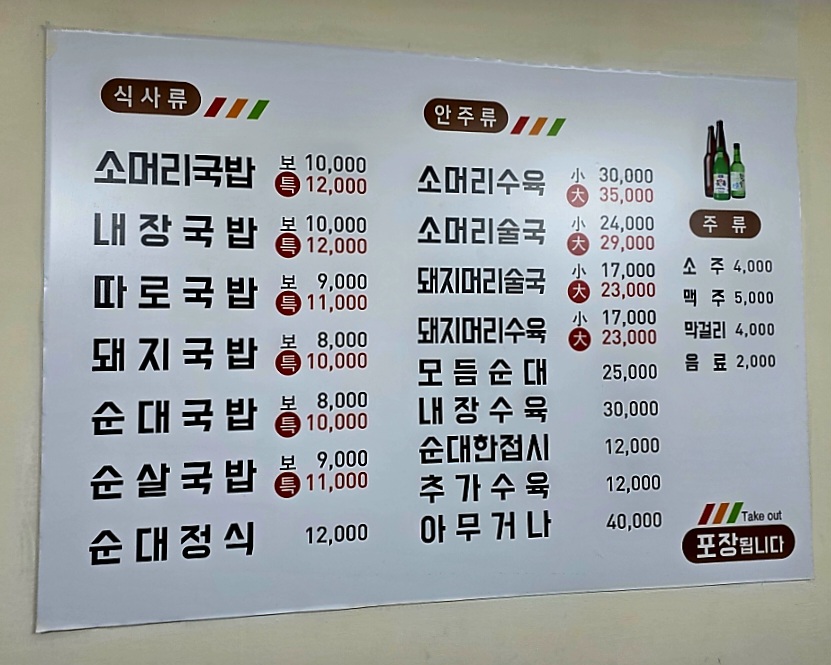 식사류
소머리국밥 보 10,000
특 12,000
내장국밥 보 10,000
특 12,000
따로국밥 보 9,000
특 11,000
돼지국밥 보 8,000
특 10,000
순대국밥 보 8,000
특 10,000
순살국밥 보 9,000
특 11,000
순대정식 12,000
안주류
소머리수육 小 30,000
大 35,000
소머리술국 小 24,000
大 29,000
돼지머리술국 小 17,000
大 23,000
돼지머리수육 小 17,000
大 23,000
모듬순대 25,000
내장수육 30,000
순대한접시 12,000
추가수육 12,000
아무거나 40,000
주류
소주 4,000
맥주 5,000
막걸리 4,000
음료 2,000
Take out
포장됩니다